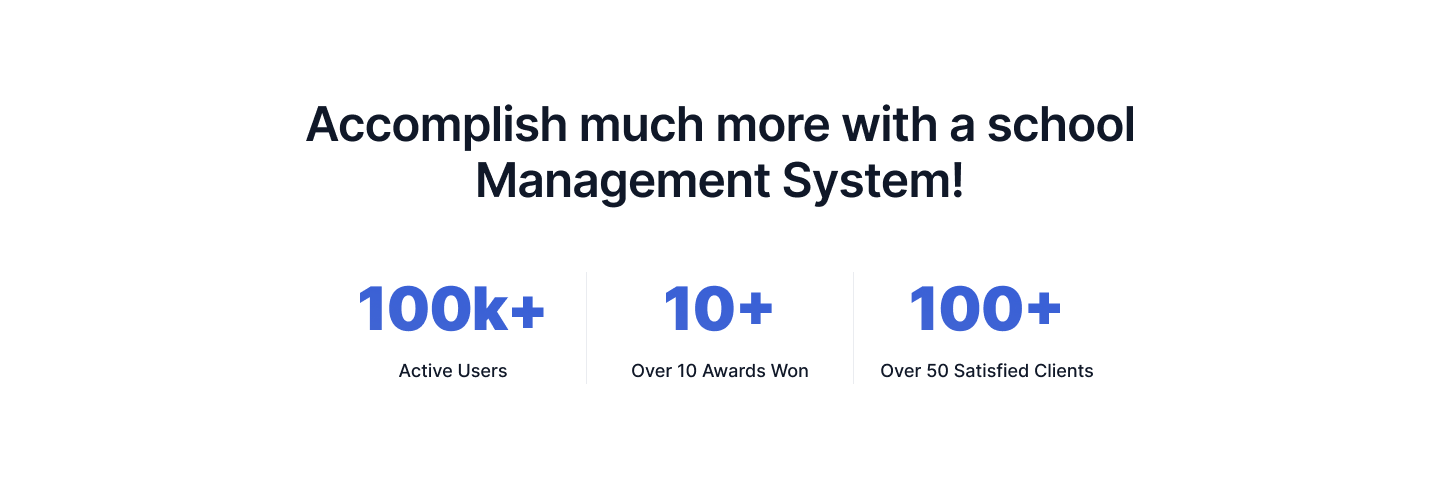 Accomplish much more with a school
Management System!
100k+
Active Users
10+
Over 10 Awards Won
100+
Over 50 Satisfied Clients